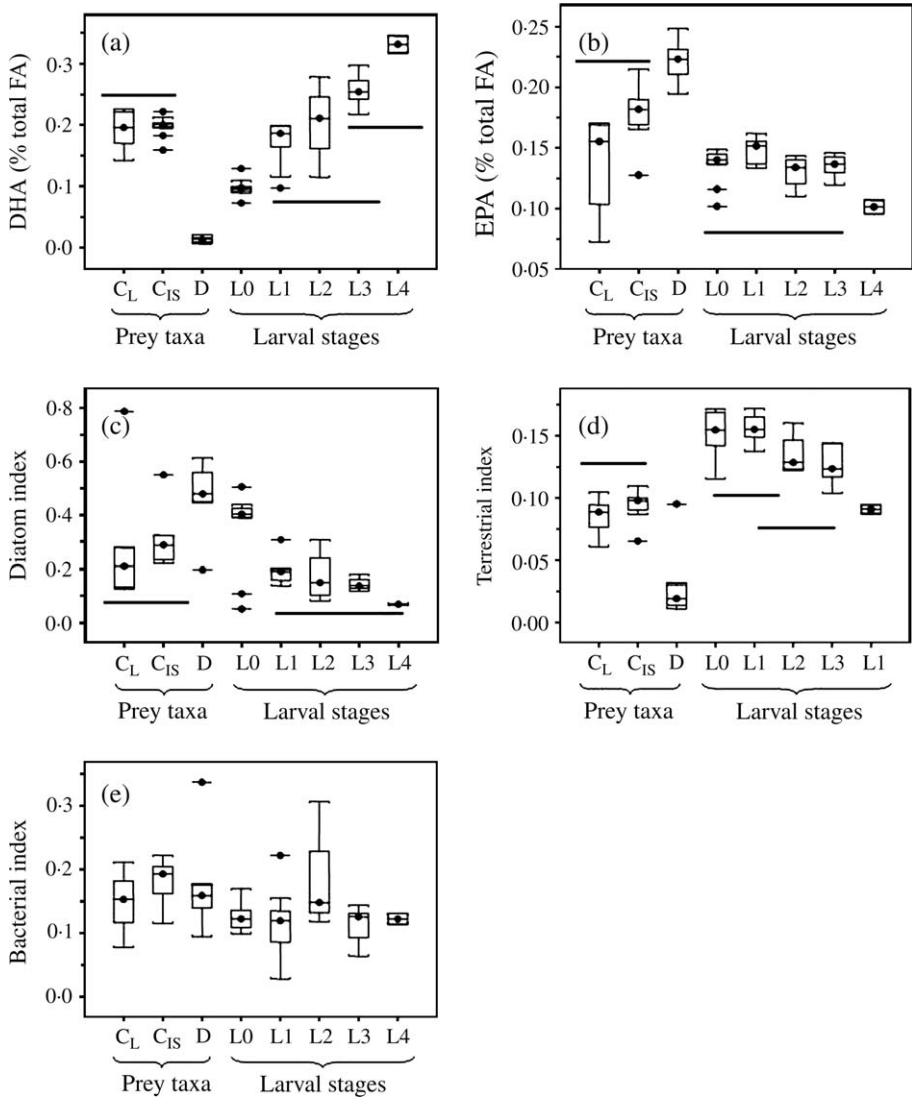 (a)
DHA (% total FA)
0·3
0·2
0·1
0·0
C_L C_IS D L0 L1 L2 L3 L4
Prey taxa Larval stages
(b)
EPA (% total FA)
0·25
0·20
0·15
0·10
0·05
C_L C_IS D L0 L1 L2 L3 L4
Prey taxa Larval stages
(c)
Diatom index
0·8
0·6
0·4
0·2
0·0
C_L C_IS D L0 L1 L2 L3 L4
Prey taxa Larval stages
(d)
Terrestrial index
0·15
0·10
0·05
0·00
C_L C_IS D L0 L1 L2 L3 L1
Prey taxa Larval stages
(e)
Bacterial index
0·3
0·2
0·1
0·0
C_L C_IS D L0 L1 L2 L3 L4
Prey taxa Larval stages